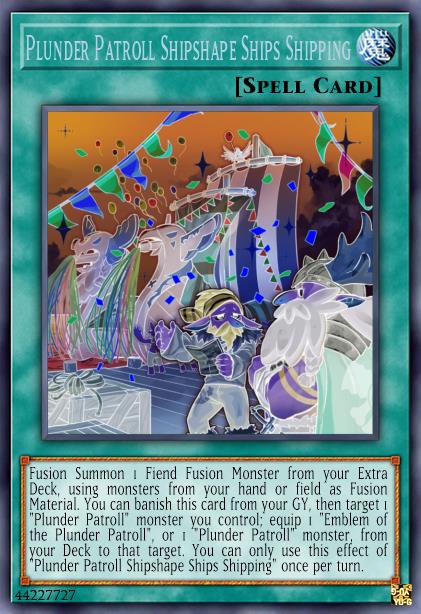 Plunder Patroll Shipshape Ships Shipping
魔
[Spell Card]
Fusion Summon 1 Fiend Fusion Monster from your Extra
Deck, using monsters from your hand or field as Fusion
Material. You can banish this card from your GY, then target 1
"Plunder Patroll" monster you control; equip 1 "Emblem of
the Plunder Patroll", or 1 "Plunder Patroll" monster, from
your Deck to that target. You can only use this effect of
"Plunder Patroll Shipshape Ships Shipping" once per turn.
44227727